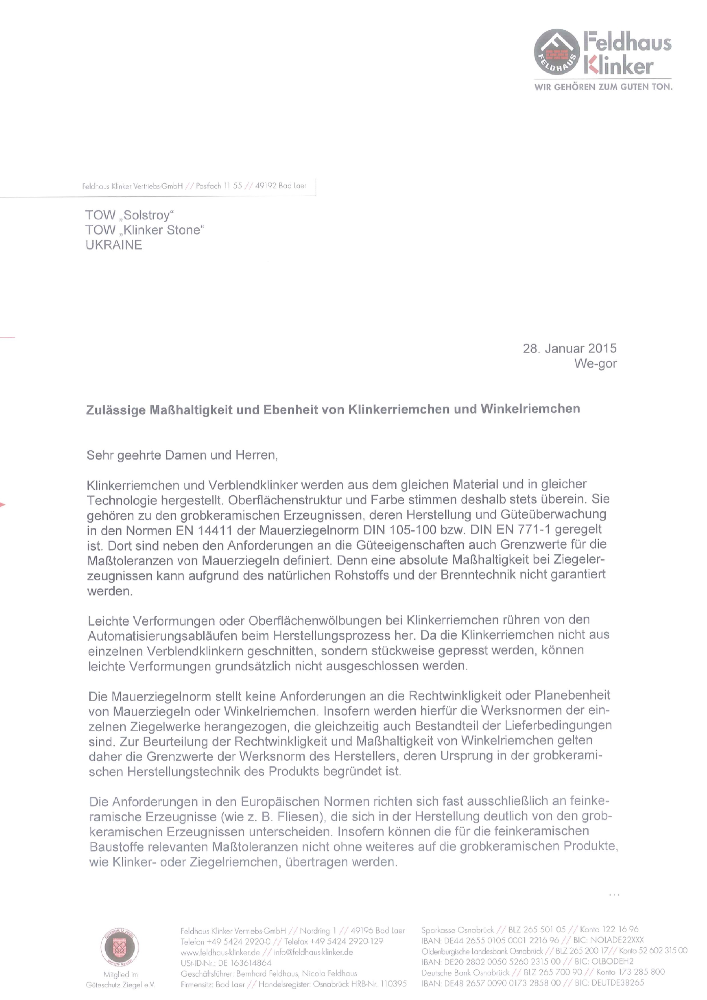 FELDHAUS
Feldhaus
Klinker
WIR GEHÖREN ZUM GUTEN TON.
Feldhaus Klinker Vertriebs-GmbH // Postfach 11 55 // 49192 Bad Laer
TOW „Solstroy“
TOW „Klinker Stone“
UKRAINE
28. Januar 2015
We-gor
Zulässige Maßhaltigkeit und Ebenheit von Klinkerriemchen und Winkelriemchen
Sehr geehrte Damen und Herren,
Klinkerriemchen und Verblendklinker werden aus dem gleichen Material und in gleicher
Technologie hergestellt. Oberflächenstruktur und Farbe stimmen deshalb stets überein. Sie
gehören zu den grobkeramischen Erzeugnissen, deren Herstellung und Güteüberwachung
in den Normen EN 14411 der Mauerziegelnorm DIN 105-100 bzw. DIN EN 771-1 geregelt
ist. Dort sind neben den Anforderungen an die Güteeigenschaften auch Grenzwerte für die
Maßtoleranzen von Mauerziegeln definiert. Denn eine absolute Maßhaltigkeit bei Ziegeler-
zeugnissen kann aufgrund des natürlichen Rohstoffs und der Brenntechnik nicht garantiert
werden.
Leichte Verformungen oder Oberflächenwölbungen bei Klinkerriemchen rühren von den
Automatisierungsabläufen beim Herstellungsprozess her. Da die Klinkerriemchen nicht aus
einzelnen Verblendklinkern geschnitten, sondern stückweise gepresst werden, können
leichte Verformungen grundsätzlich nicht ausgeschlossen werden.
Die Mauerziegelnorm stellt keine Anforderungen an die Rechtwinkligkeit oder Planebenheit
von Mauerziegeln oder Winkelriemchen. Insofern werden hierfür die Werksnormen der ein-
zelnen Ziegelwerke herangezogen, die gleichzeitig auch Bestandteil der Lieferbedingungen
sind. Zur Beurteilung der Rechtwinkligkeit und Maßhaltigkeit von Winkelriemchen gelten
daher die Grenzwerte der Werksnorm des Herstellers, deren Ursprung in der grobkerami-
schen Herstellungstechnik des Produkts begründet ist.
Die Anforderungen in den Europäischen Normen richten sich fast ausschließlich an feinke-
ramische Erzeugnisse (wie z. B. Fliesen), die sich in der Herstellung deutlich von den grob-
keramischen Erzeugnissen unterscheiden. Insofern können die für die feinkeramischen
Baustoffe relevanten Maßtoleranzen nicht ohne weiteres auf die grobkeramischen Produkte,
wie Klinker- oder Ziegelriemchen, übertragen werden.
...
GÜTESCHUTZ ZIEGEL
geprüfte Qualität
Mitglied im
Güteschutz Ziegel e.V.
Feldhaus Klinker Vertriebs-GmbH // Nordring 1 // 49196 Bad Laer
Telefon +49 5424 2920-0 // Telefax +49 5424 2920-129
www.feldhaus-klinker.de // info@feldhaus-klinker.de
USt-ID-Nr.: DE 163614864
Geschäftsführer: Bernhard Feldhaus, Nicola Feldhaus
Firmensitz: Bad Laer // Handelsregister: Osnabrück HRB-Nr. 110395
Sparkasse Osnabrück // BLZ 265 501 05 // Konto 122 16 96
IBAN: DE44 2655 0105 0001 2216 96 // BIC: NOLADE22XXX
Oldenburgische Landesbank Osnabrück // BLZ 265 200 17// Konto 52 602 315 00
IBAN: DE20 2802 0050 5260 2315 00 // BIC: OLBODEH2
Deutsche Bank Osnabrück // BLZ 265 700 90 // Konto 173 285 800
IBAN: DE48 2657 0090 0173 2858 00 // BIC: DEUTDE38265